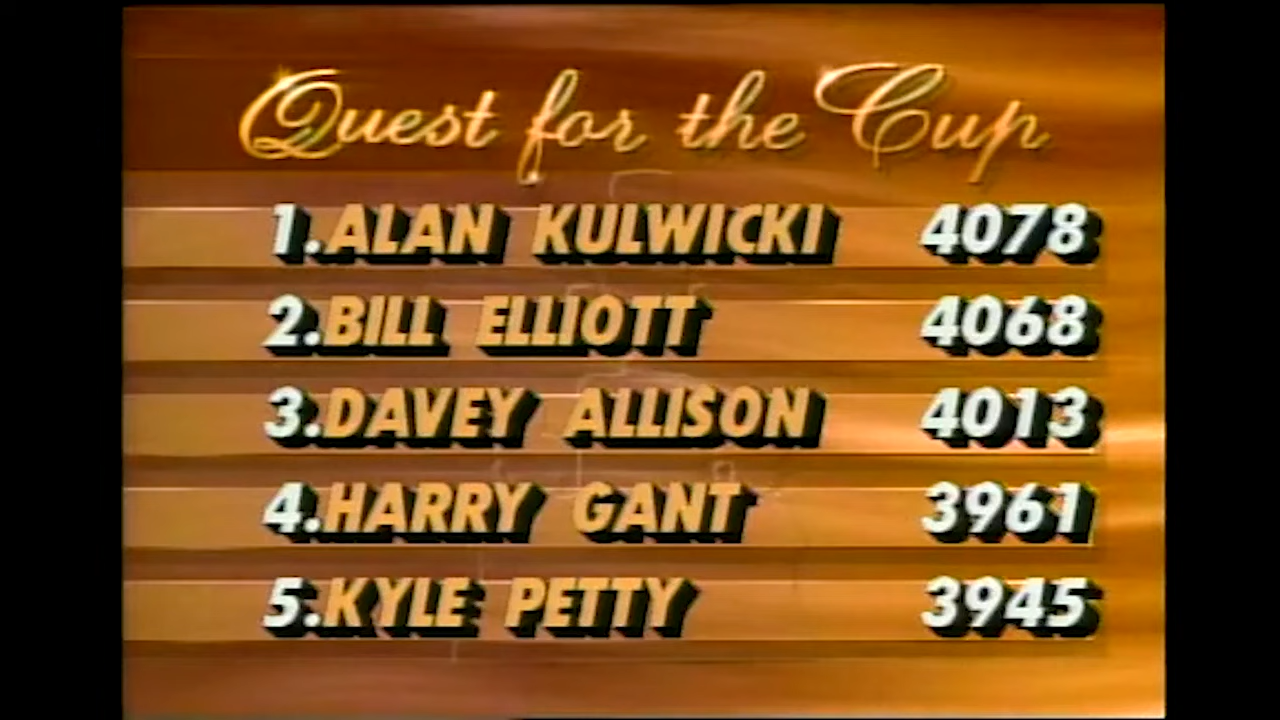 Quest for the Cup
1.ALAN KULWICKI 4078
2.BILL ELLIOTT 4068
3.DAVEY ALLISON 4013
4.HARRY GANT 3961
5.KYLE PETTY 3945